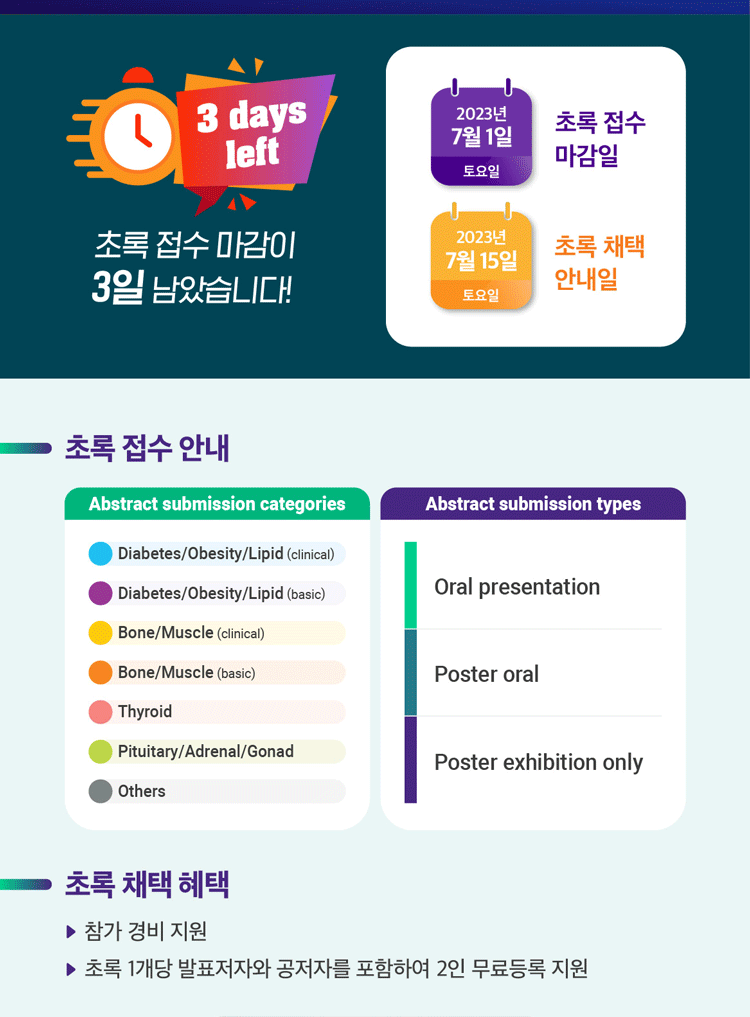 3 days
left
초록 접수 마감이
3일 남았습니다!
2023년
7월 1일
토요일
초록 접수
마감일
2023년
7월 15일
토요일
초록 채택
안내일
초록 접수 안내
Abstract submission categories
Diabetes/Obesity/Lipid (clinical)
Diabetes/Obesity/Lipid (basic)
Bone/Muscle (clinical)
Bone/Muscle (basic)
Thyroid
Pituitary/Adrenal/Gonad
Others
Abstract submission types
Oral presentation
Poster oral
Poster exhibition only
초록 채택 혜택
참가 경비 지원
초록 1개당 발표저자와 공저자를 포함하여 2인 무료등록 지원